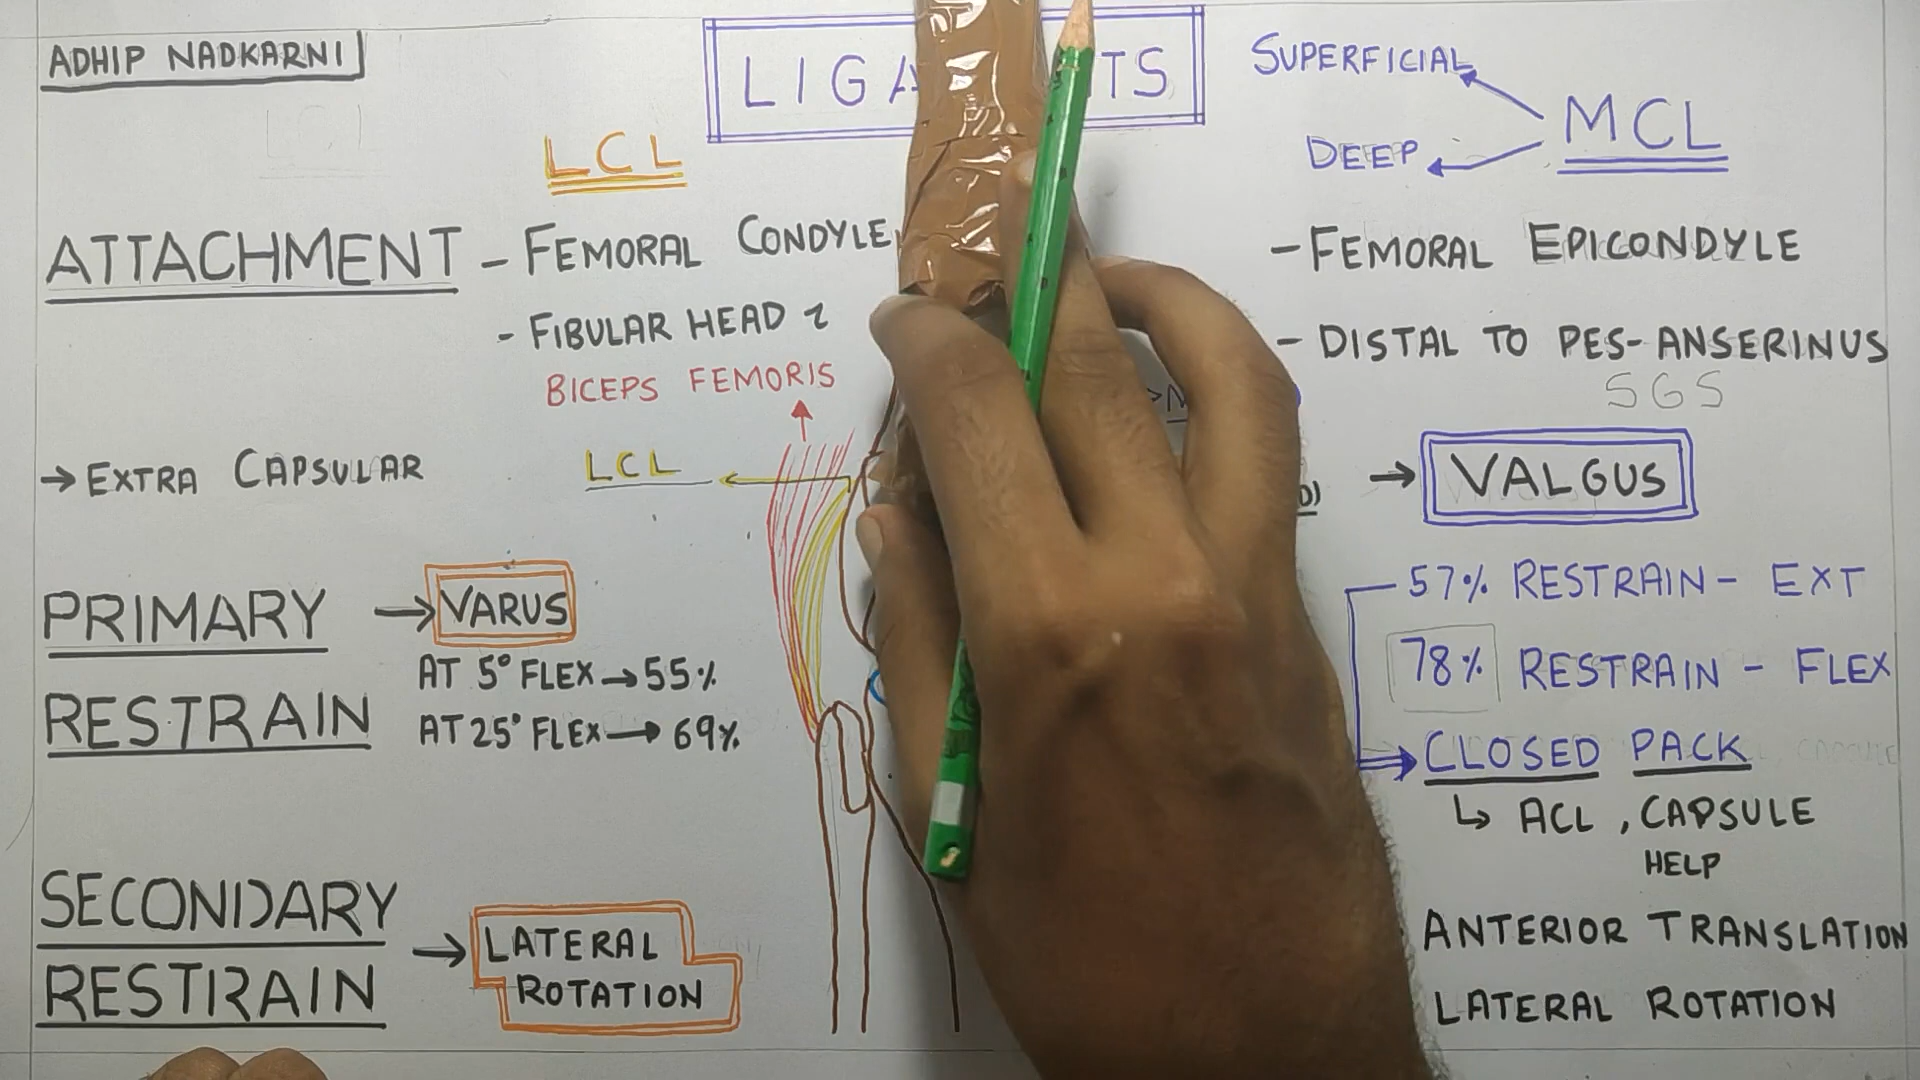 ADHIP NADKARNI
LIGA TS
LCL
ATTACHMENT - FEMORAL CONDYLE
- FIBULAR HEAD
BICEPS FEMORIS
→ EXTRA CAPSULAR
LCL
PRIMARY RESTRAIN → VARUS
AT 5° FLEX → 55%
AT 25° FLEX → 69%
SECONDARY RESTRAIN → LATERAL ROTATION
SUPERFICIAL
DEEP
MCL
- FEMORAL EPICONDYLE
- DISTAL TO PES-ANSERINUS
SGS
→ VALGUS
57% RESTRAIN - EXT
78% RESTRAIN - FLEX
CLOSED PACK
↳ ACL, CAPSULE
HELP
ANTERIOR TRANSLATION
LATERAL ROTATION